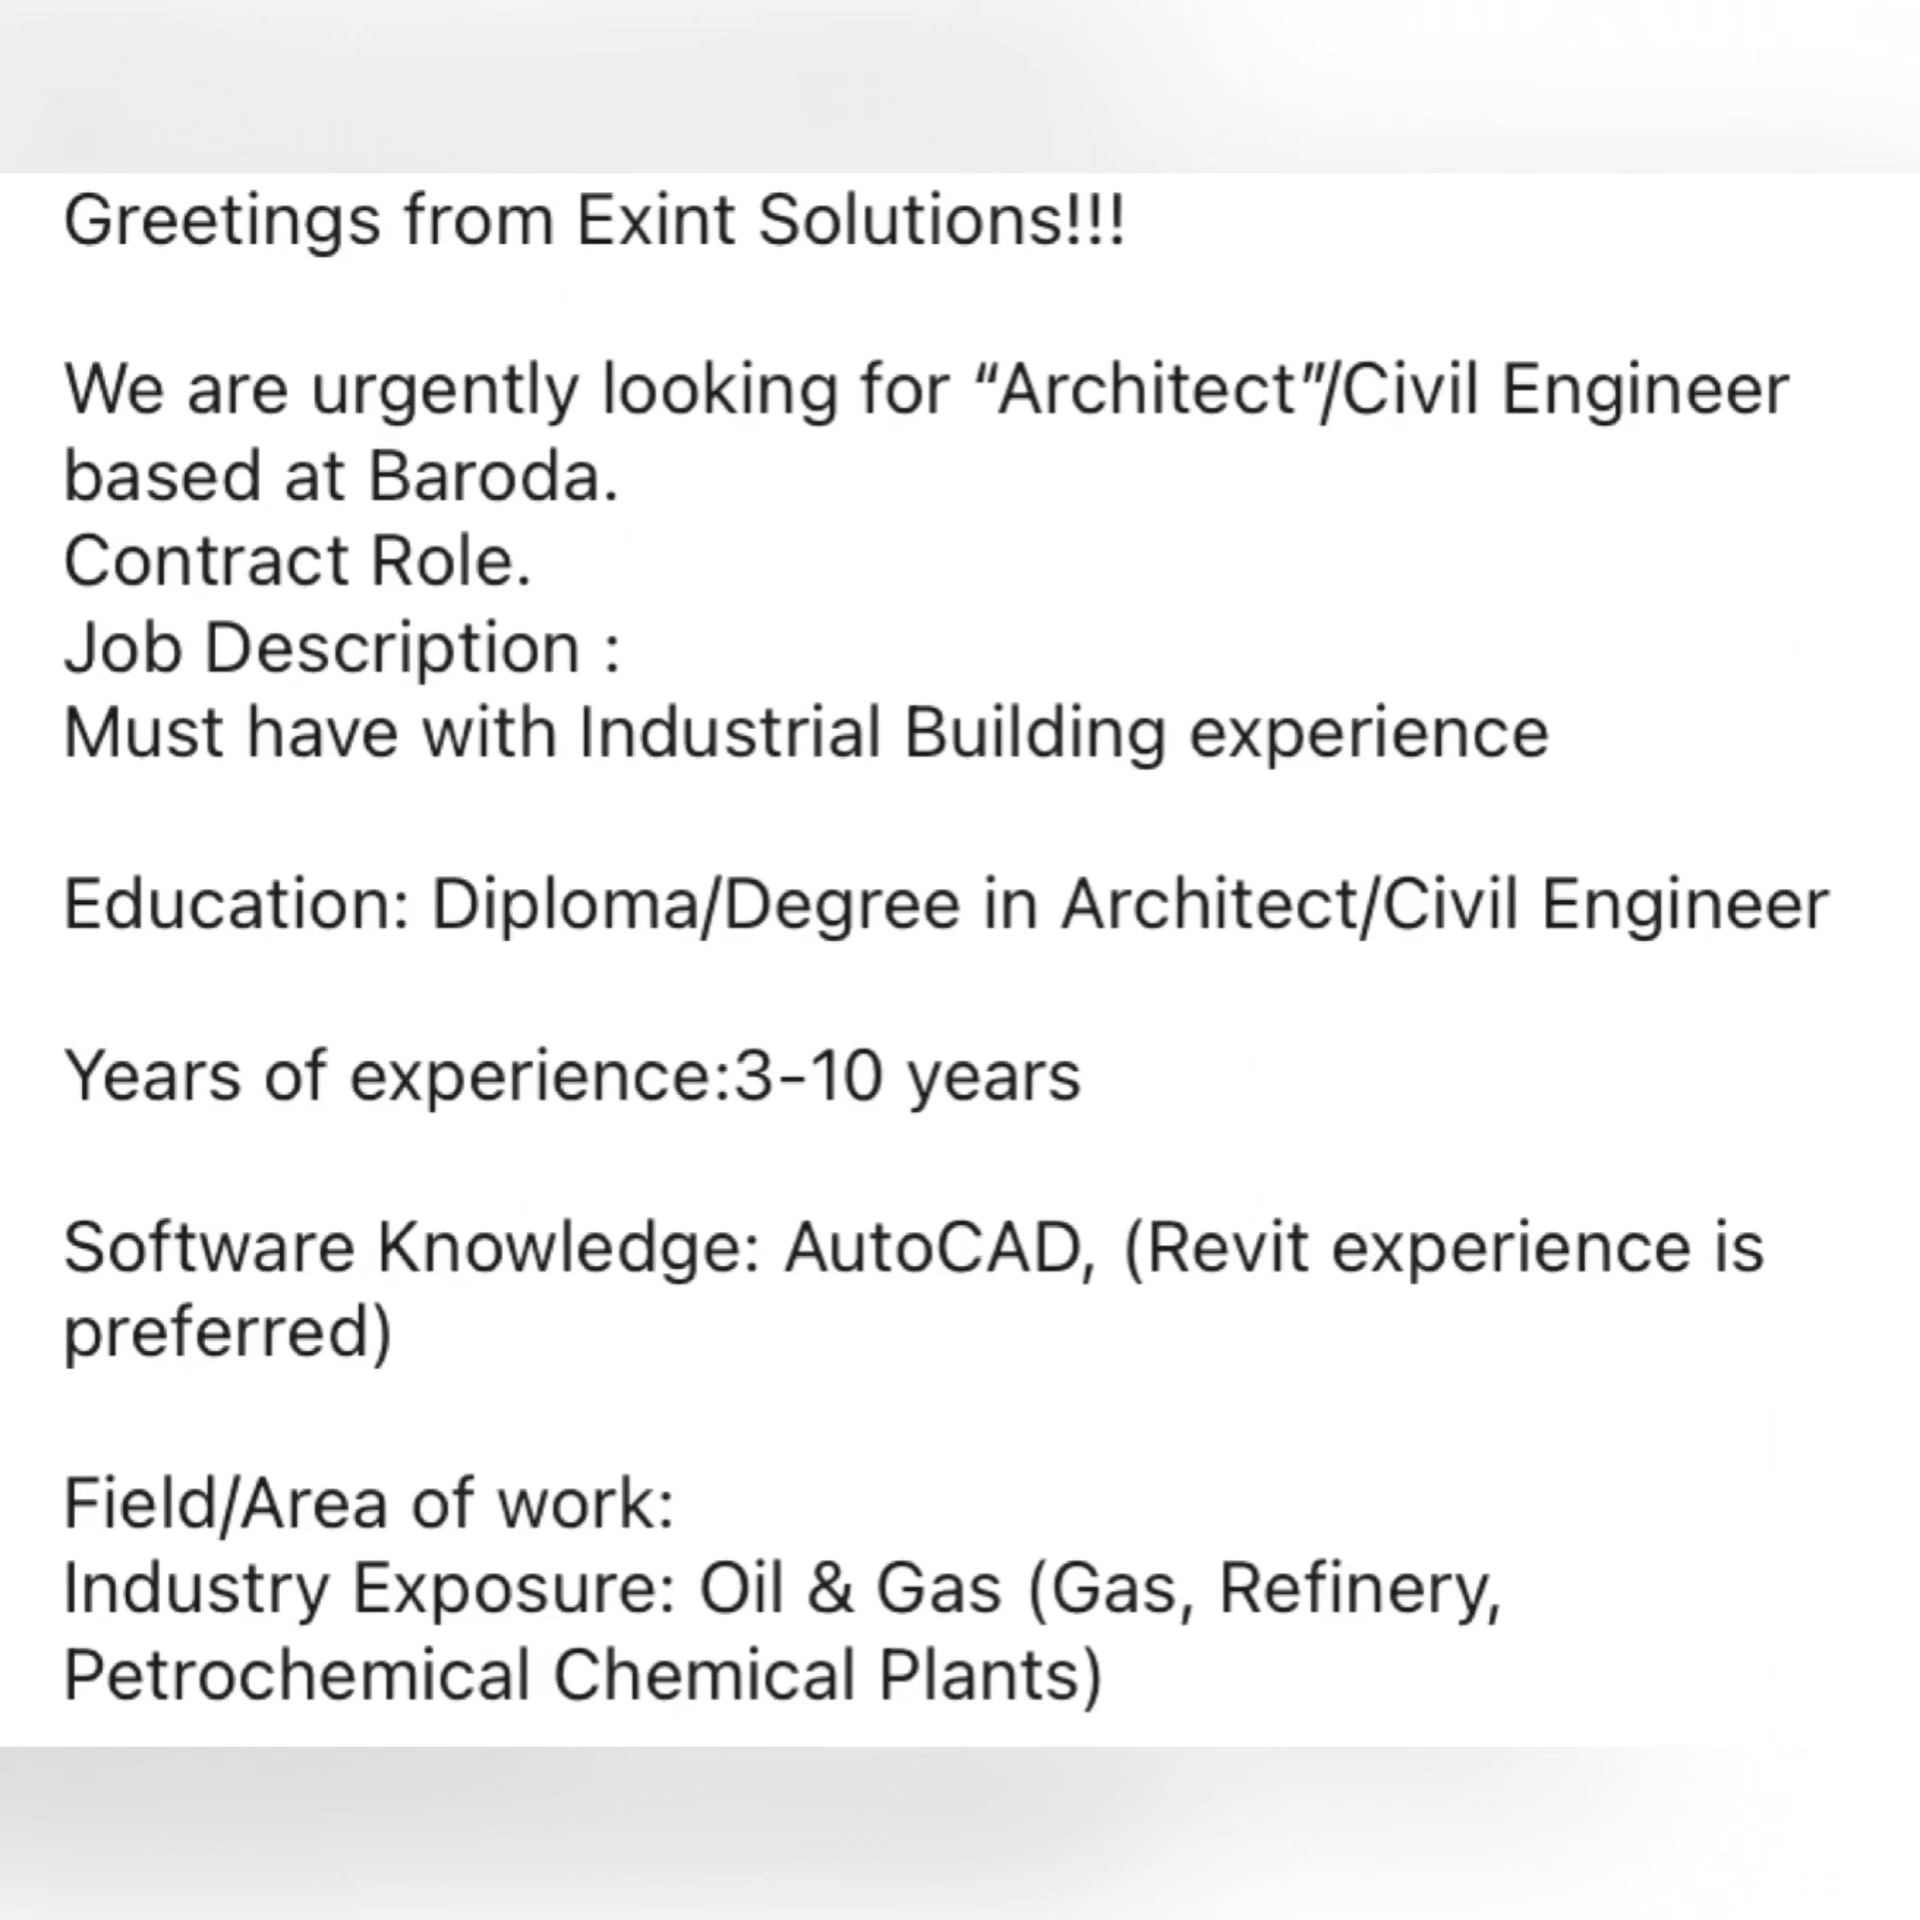 Greetings from Exint Solutions!!!
We are urgently looking for “Architect”/Civil Engineer
based at Baroda.
Contract Role.
Job Description :
Must have with Industrial Building experience
Education: Diploma/Degree in Architect/Civil Engineer
Years of experience:3-10 years
Software Knowledge: AutoCAD, (Revit experience is
preferred)
Field/Area of work:
Industry Exposure: Oil & Gas (Gas, Refinery,
Petrochemical Chemical Plants)